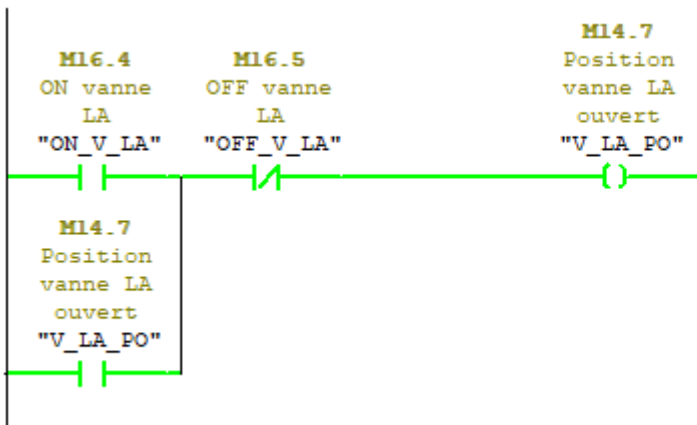 M16.4
ON vanne
LA
"ON_V_LA"
M16.5
OFF vanne
LA
"OFF_V_LA"
M14.7
Position
vanne LA
ouvert
"V_LA_PO"
M14.7
Position
vanne LA
ouvert
"V_LA_PO"